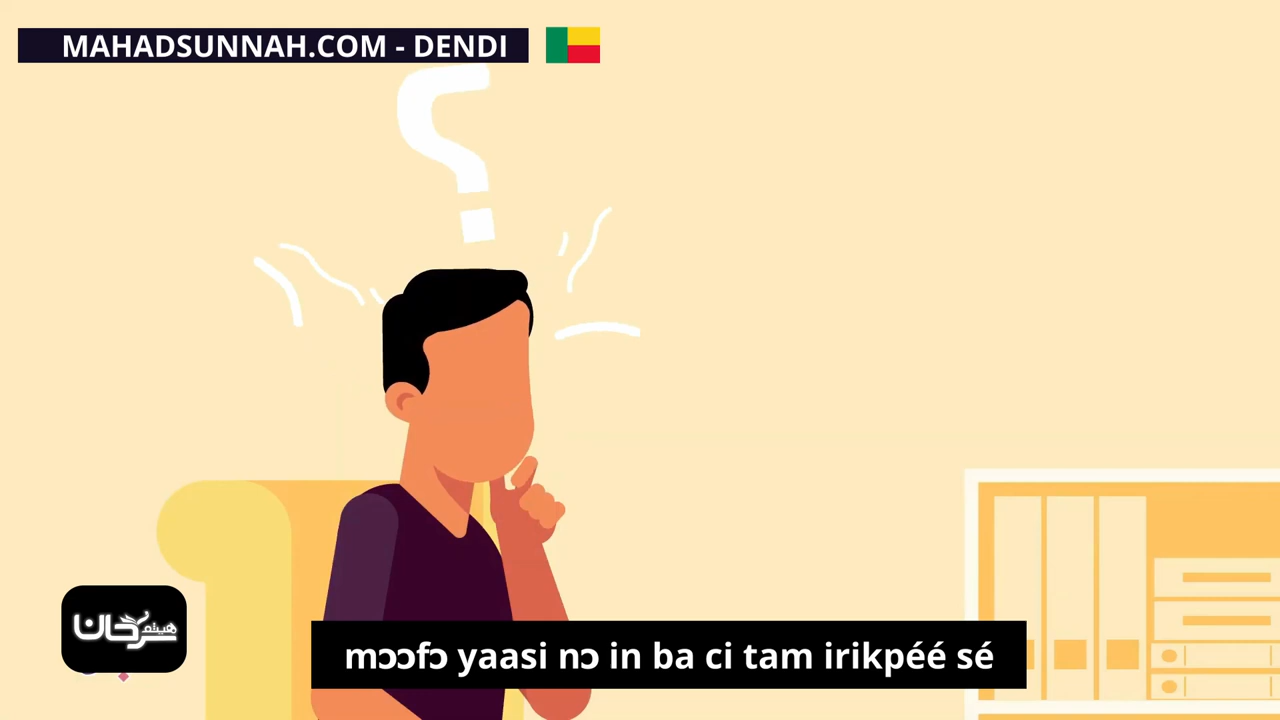 MAHADSUNNAH.COM - DENDI
؟
هيثم سرحان
mɔɔfɔ yaasi nɔ in ba ci tam irikpéé sé